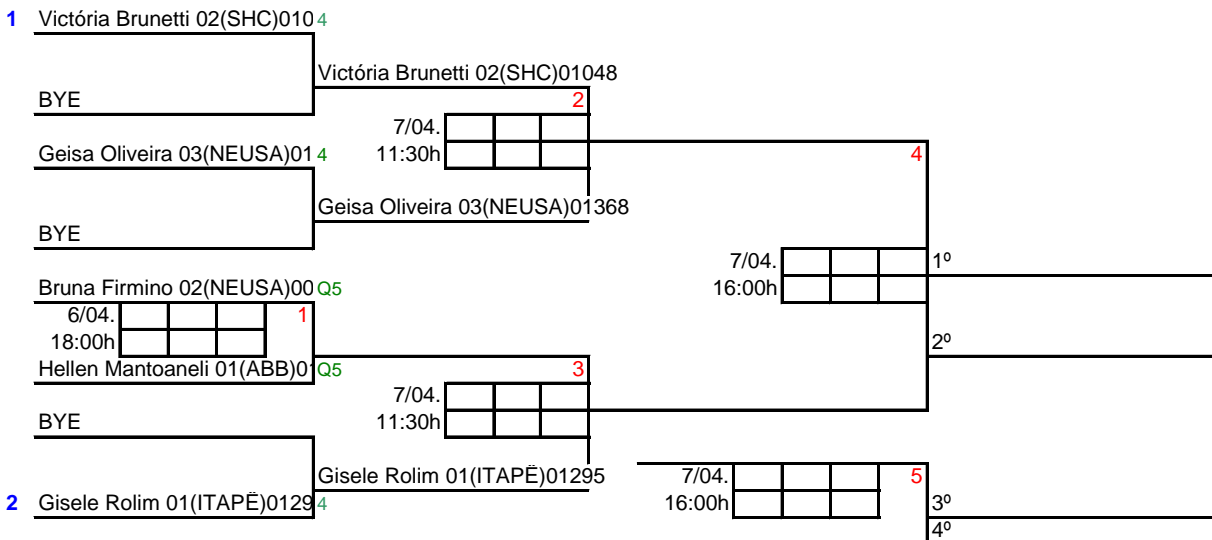 1 Victória Brunetti 02(SHC)010 4
Victória Brunetti 02(SHC)01048
BYE
2
7/04.
11:30h
Geisa Oliveira 03(NEUSA)01 4
4
Geisa Oliveira 03(NEUSA)01368
BYE
Bruna Firmino 02(NEUSA)00 Q5
7/04.
16:00h
1º
6/04.
18:00h
1
2º
Hellen Mantoaneli 01(ABB)01 Q5
3
7/04.
11:30h
BYE
Gisele Rolim 01(ITAPÊ)01295
7/04.
16:00h
5
2 Gisele Rolim 01(ITAPÊ)0129 4
3º
4º